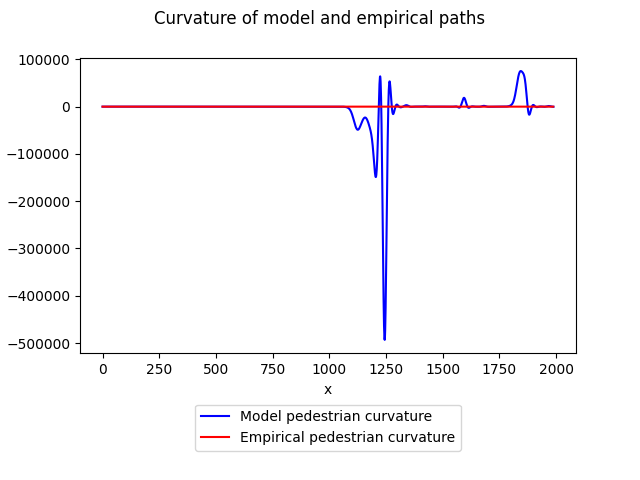 Curvature of model and empirical paths
100000
0
−100000
−200000
−300000
−400000
−500000
0 250 500 750 1000 1250 1500 1750 2000
x
Model pedestrian curvature
Empirical pedestrian curvature